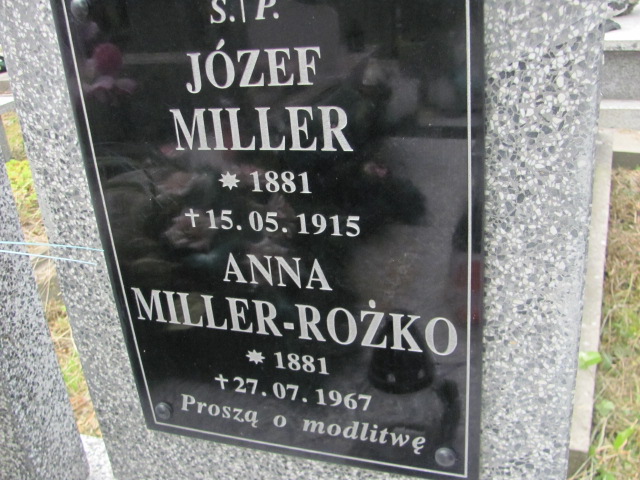 Ś.†P.
JÓZEF
MILLER
* 1881
†15.05.1915
ANNA
MILLER-ROŻKO
* 1881
†27.07.1967
Proszą o modlitwę